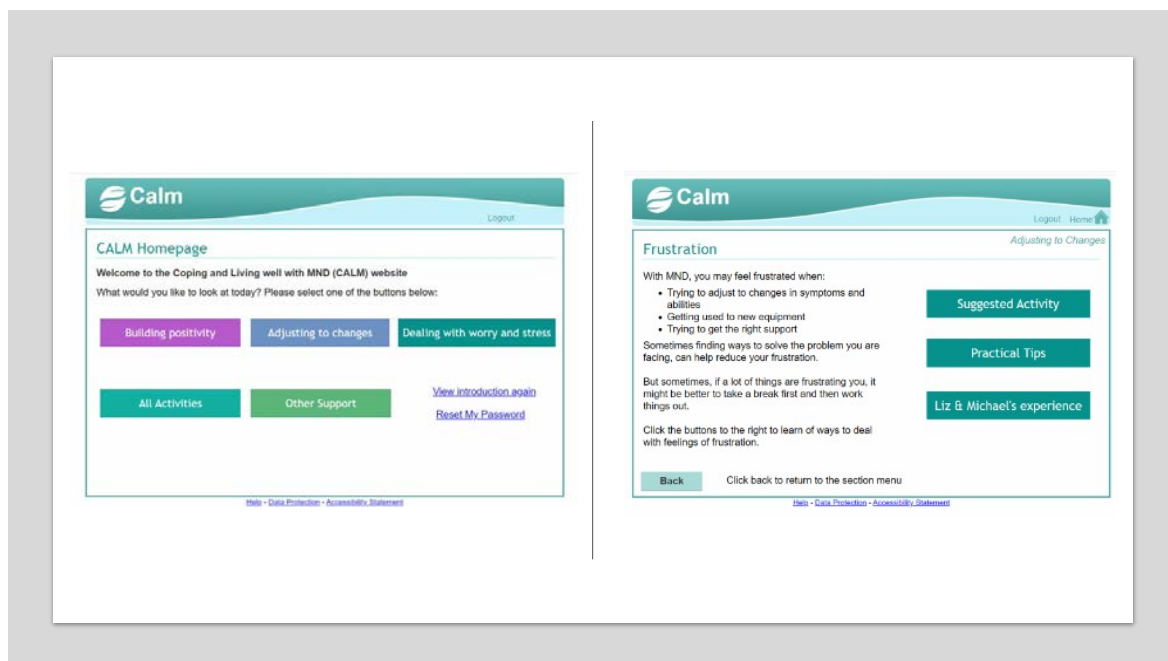 Calm
Logout
CALM Homepage
Welcome to the Coping and Living well with MND (CALM) website
What would you like to look at today? Please select one of the buttons below:
Building positivity
Adjusting to changes
Dealing with worry and stress
All Activities
Other Support
View introduction again
Reset My Password
Help - Data Protection - Accessibility Statement
Calm
Logout Home
Adjusting to Changes
Frustration
With MND, you may feel frustrated when:
• Trying to adjust to changes in symptoms and
abilities
• Getting used to new equipment
• Trying to get the right support
Sometimes finding ways to solve the problem you are
facing, can help reduce your frustration.
But sometimes, if a lot of things are frustrating you, it
might be better to take a break first and then work
things out.
Click the buttons to the right to learn of ways to deal
with feelings of frustration.
Suggested Activity
Practical Tips
Liz & Michael's experience
Back
Click back to return to the section menu
Help - Data Protection - Accessibility Statement